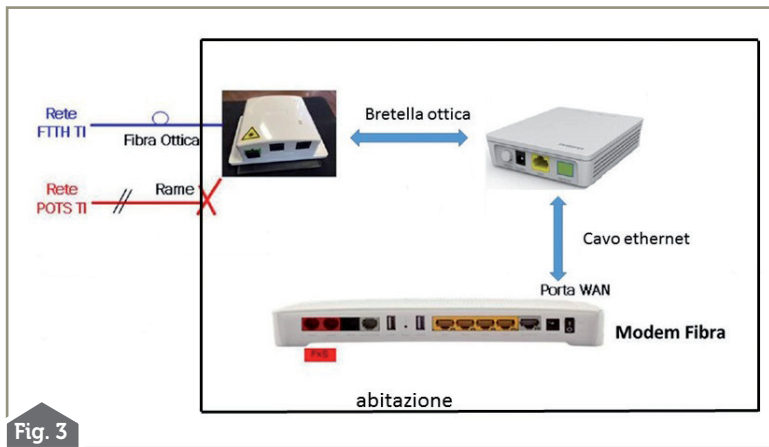 Rete
FTTH TI
Fibra Ottica
Bretella ottica
Rete
POTS TI
Rame
Cavo ethernet
Porta WAN
Modem Fibra
FXS
abitazione
Fig. 3